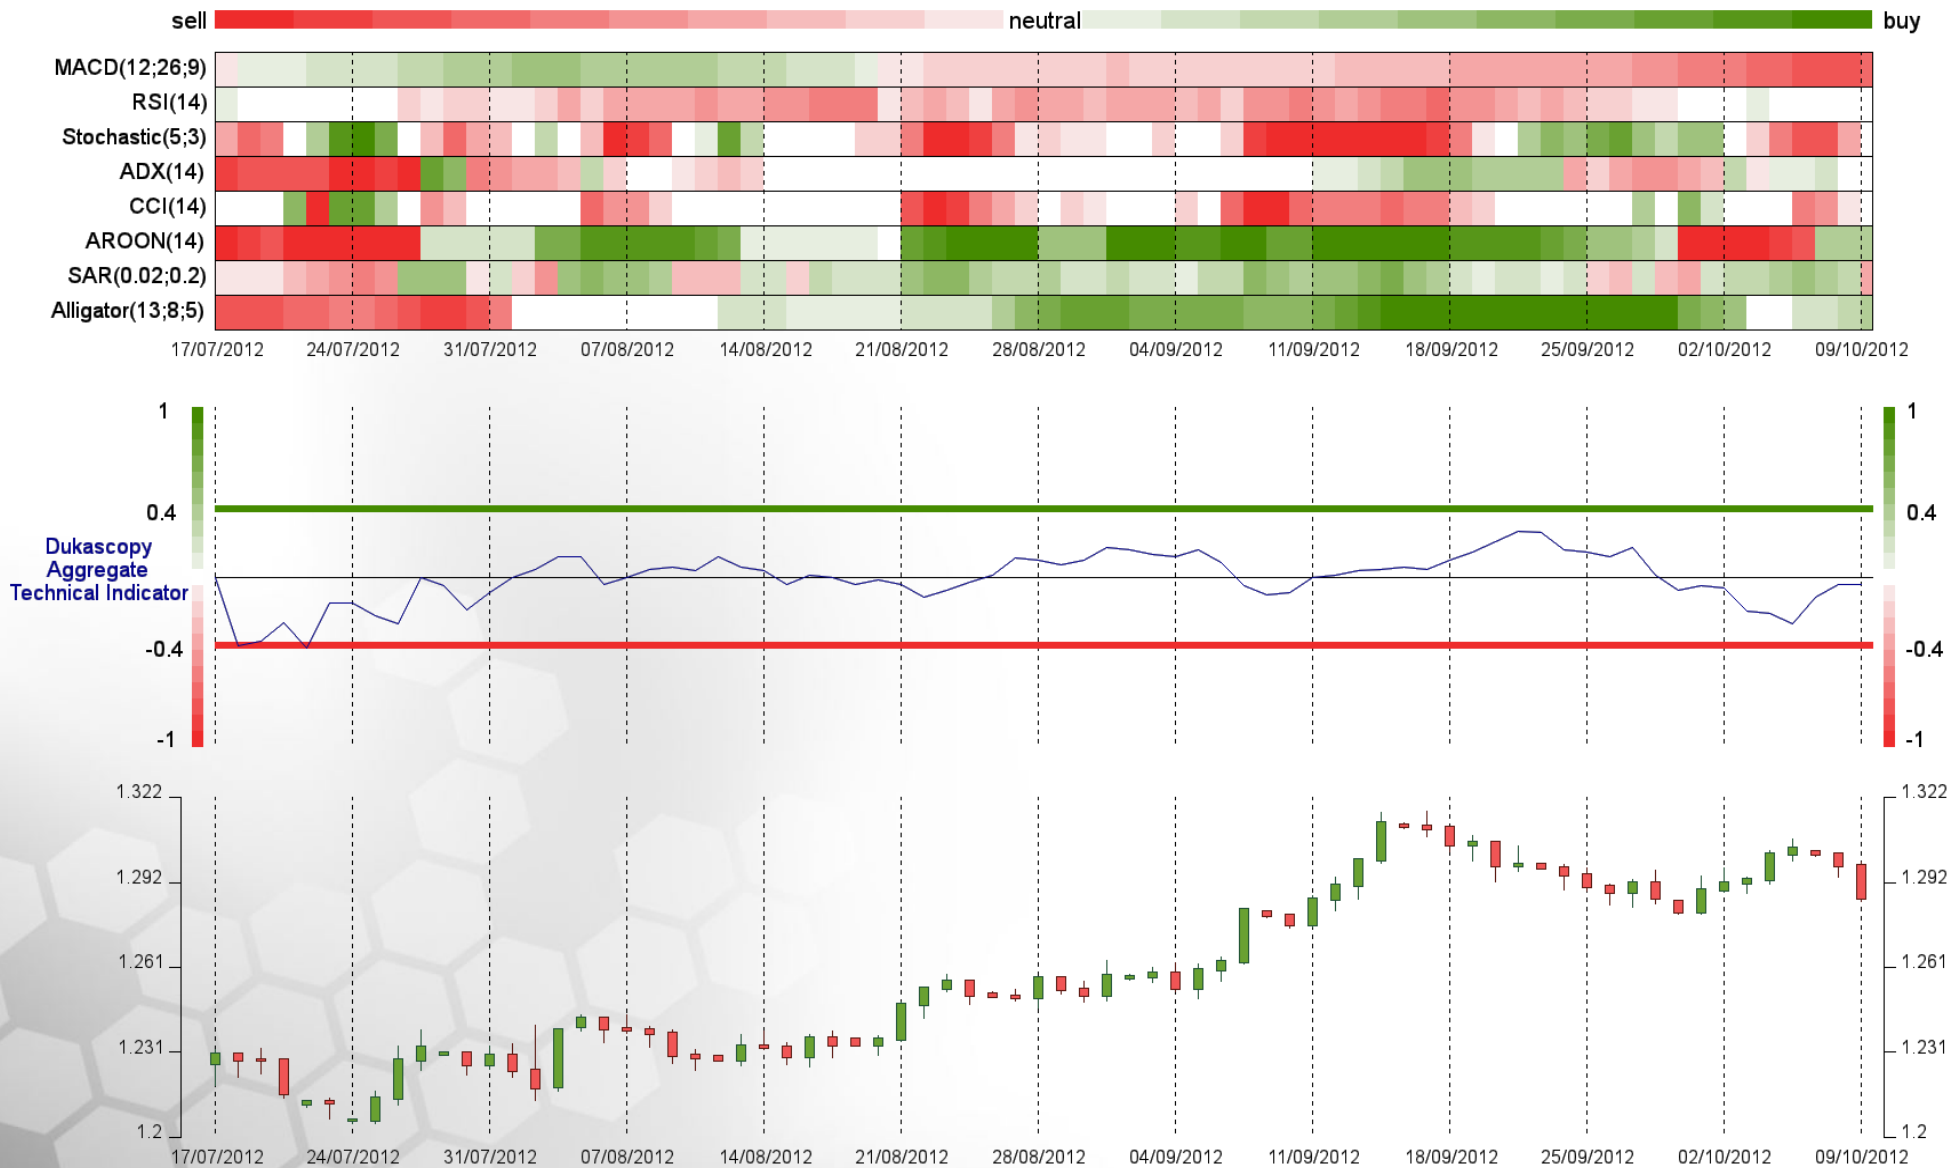 sell neutral buy
MACD(12;26;9)
RSI(14)
Stochastic(5;3)
ADX(14)
CCI(14)
AROON(14)
SAR(0.02;0.2)
Alligator(13;8;5)
17/07/2012 24/07/2012 31/07/2012 07/08/2012 14/08/2012 21/08/2012 28/08/2012 04/09/2012 11/09/2012 18/09/2012 25/09/2012 02/10/2012 09/10/2012
1 1
0.4 0.4
Dukascopy
Aggregate
Technical Indicator
-0.4 -0.4
-1 -1
1.322 1.322
1.292 1.292
1.261 1.261
1.231 1.231
1.2 1.2
17/07/2012 24/07/2012 31/07/2012 07/08/2012 14/08/2012 21/08/2012 28/08/2012 04/09/2012 11/09/2012 18/09/2012 25/09/2012 02/10/2012 09/10/2012